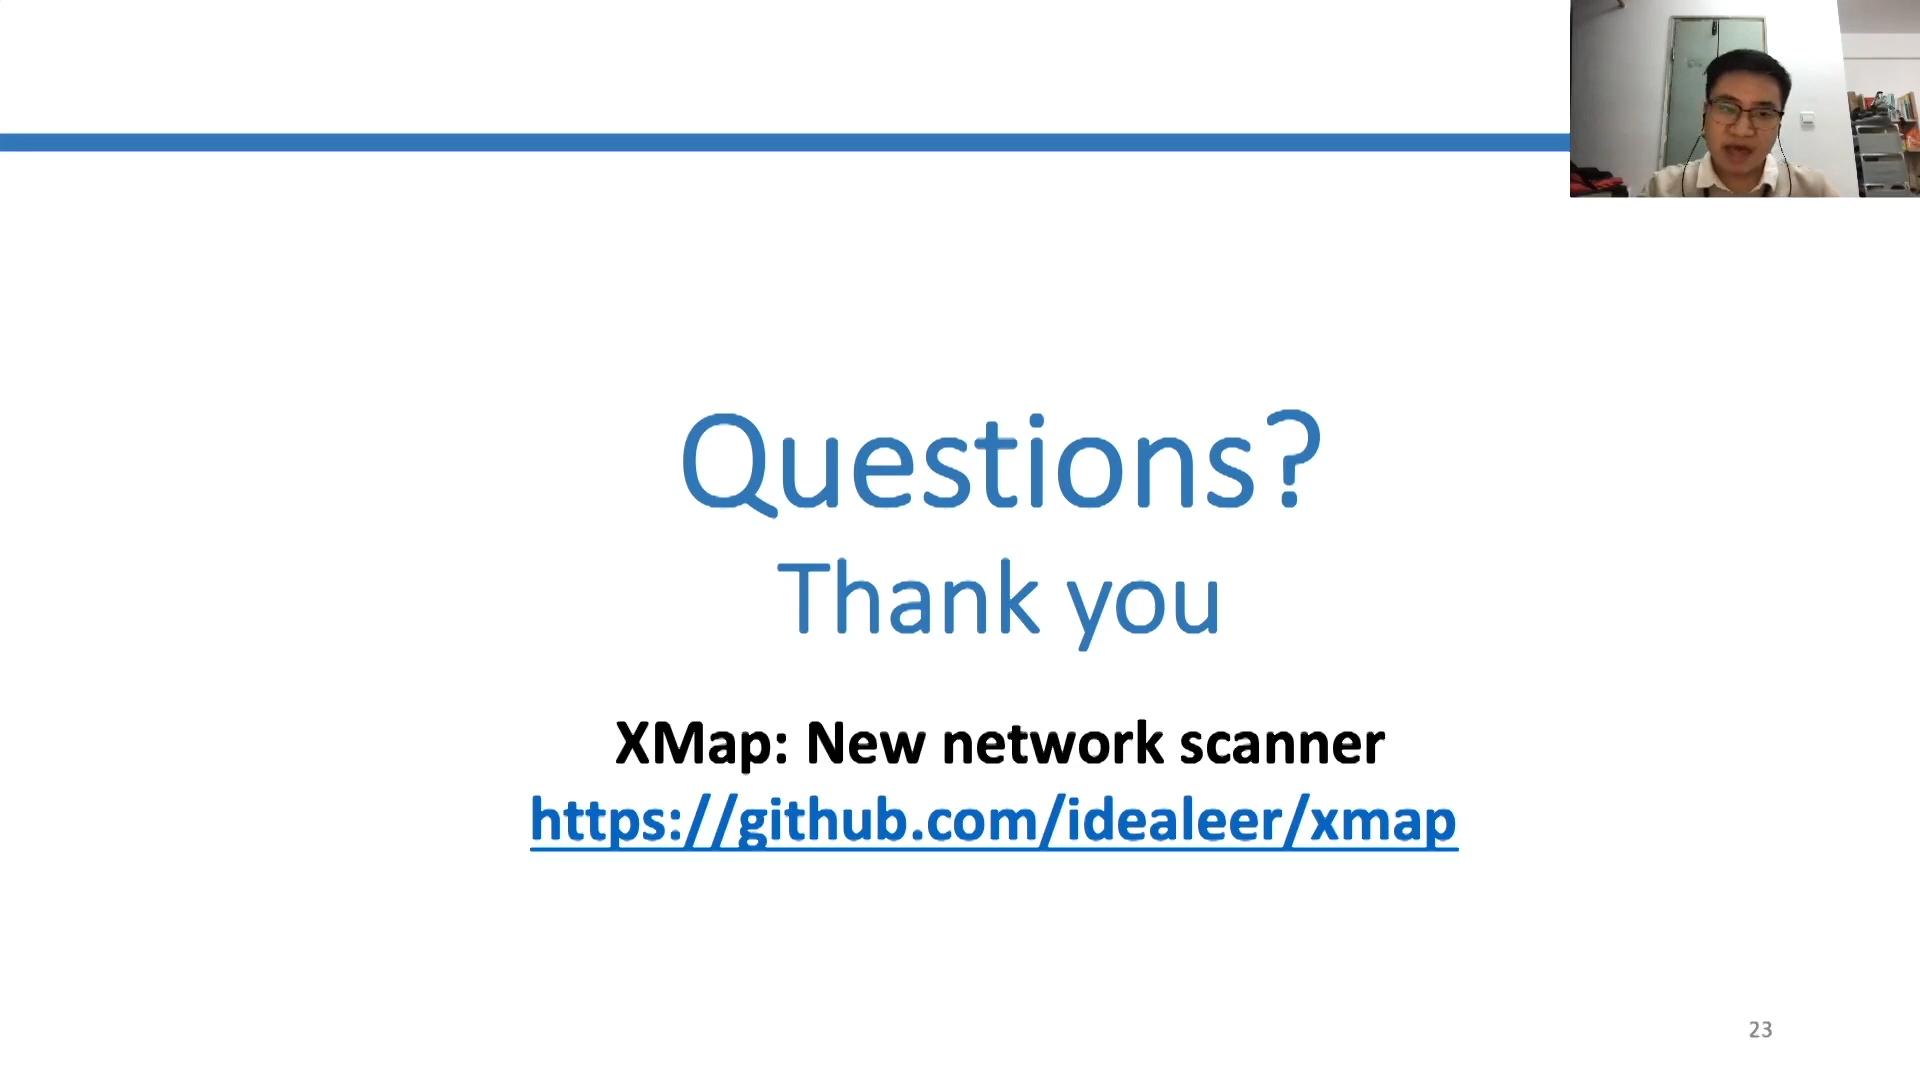 Questions?
Thank you
XMap: New network scanner
https://github.com/idealeer/xmap
23